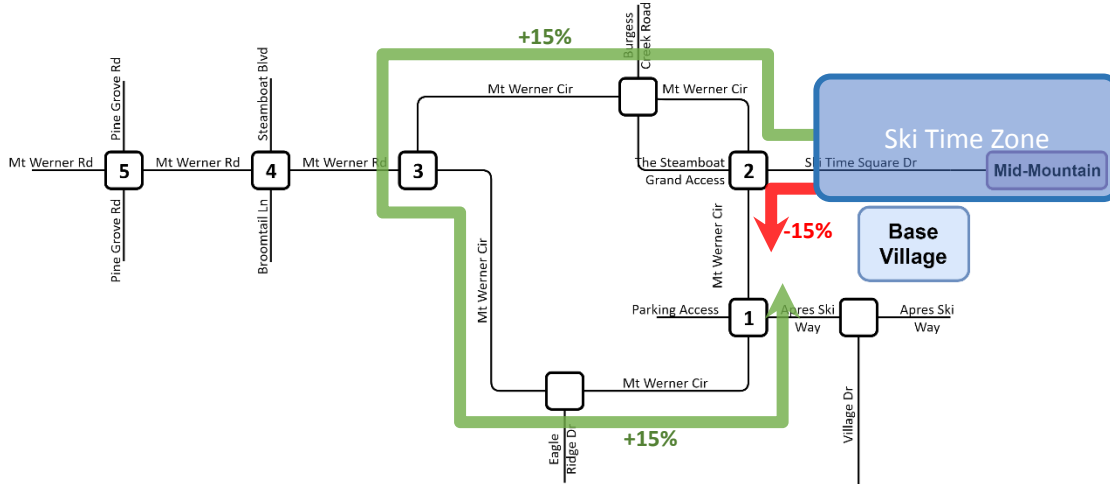 +15%
Burgess
Creek Road
Pine Grove Rd
Steamboat Blvd
Mt Werner Cir
Mt Werner Cir
Ski Time Zone
Mt Werner Rd
5
Mt Werner Rd
4
Mt Werner Rd
3
The Steamboat
Grand Access
2
Ski Time Square Dr
Mid-Mountain
Pine Grove Rd
Broomtail Ln
Mt Werner Cir
Mt Werner Cir
-15%
Base
Village
Parking Access
1
Apres Ski
Way
Apres Ski
Way
Mt Werner Cir
Eagle
Ridge Dr
+15%
Village Dr